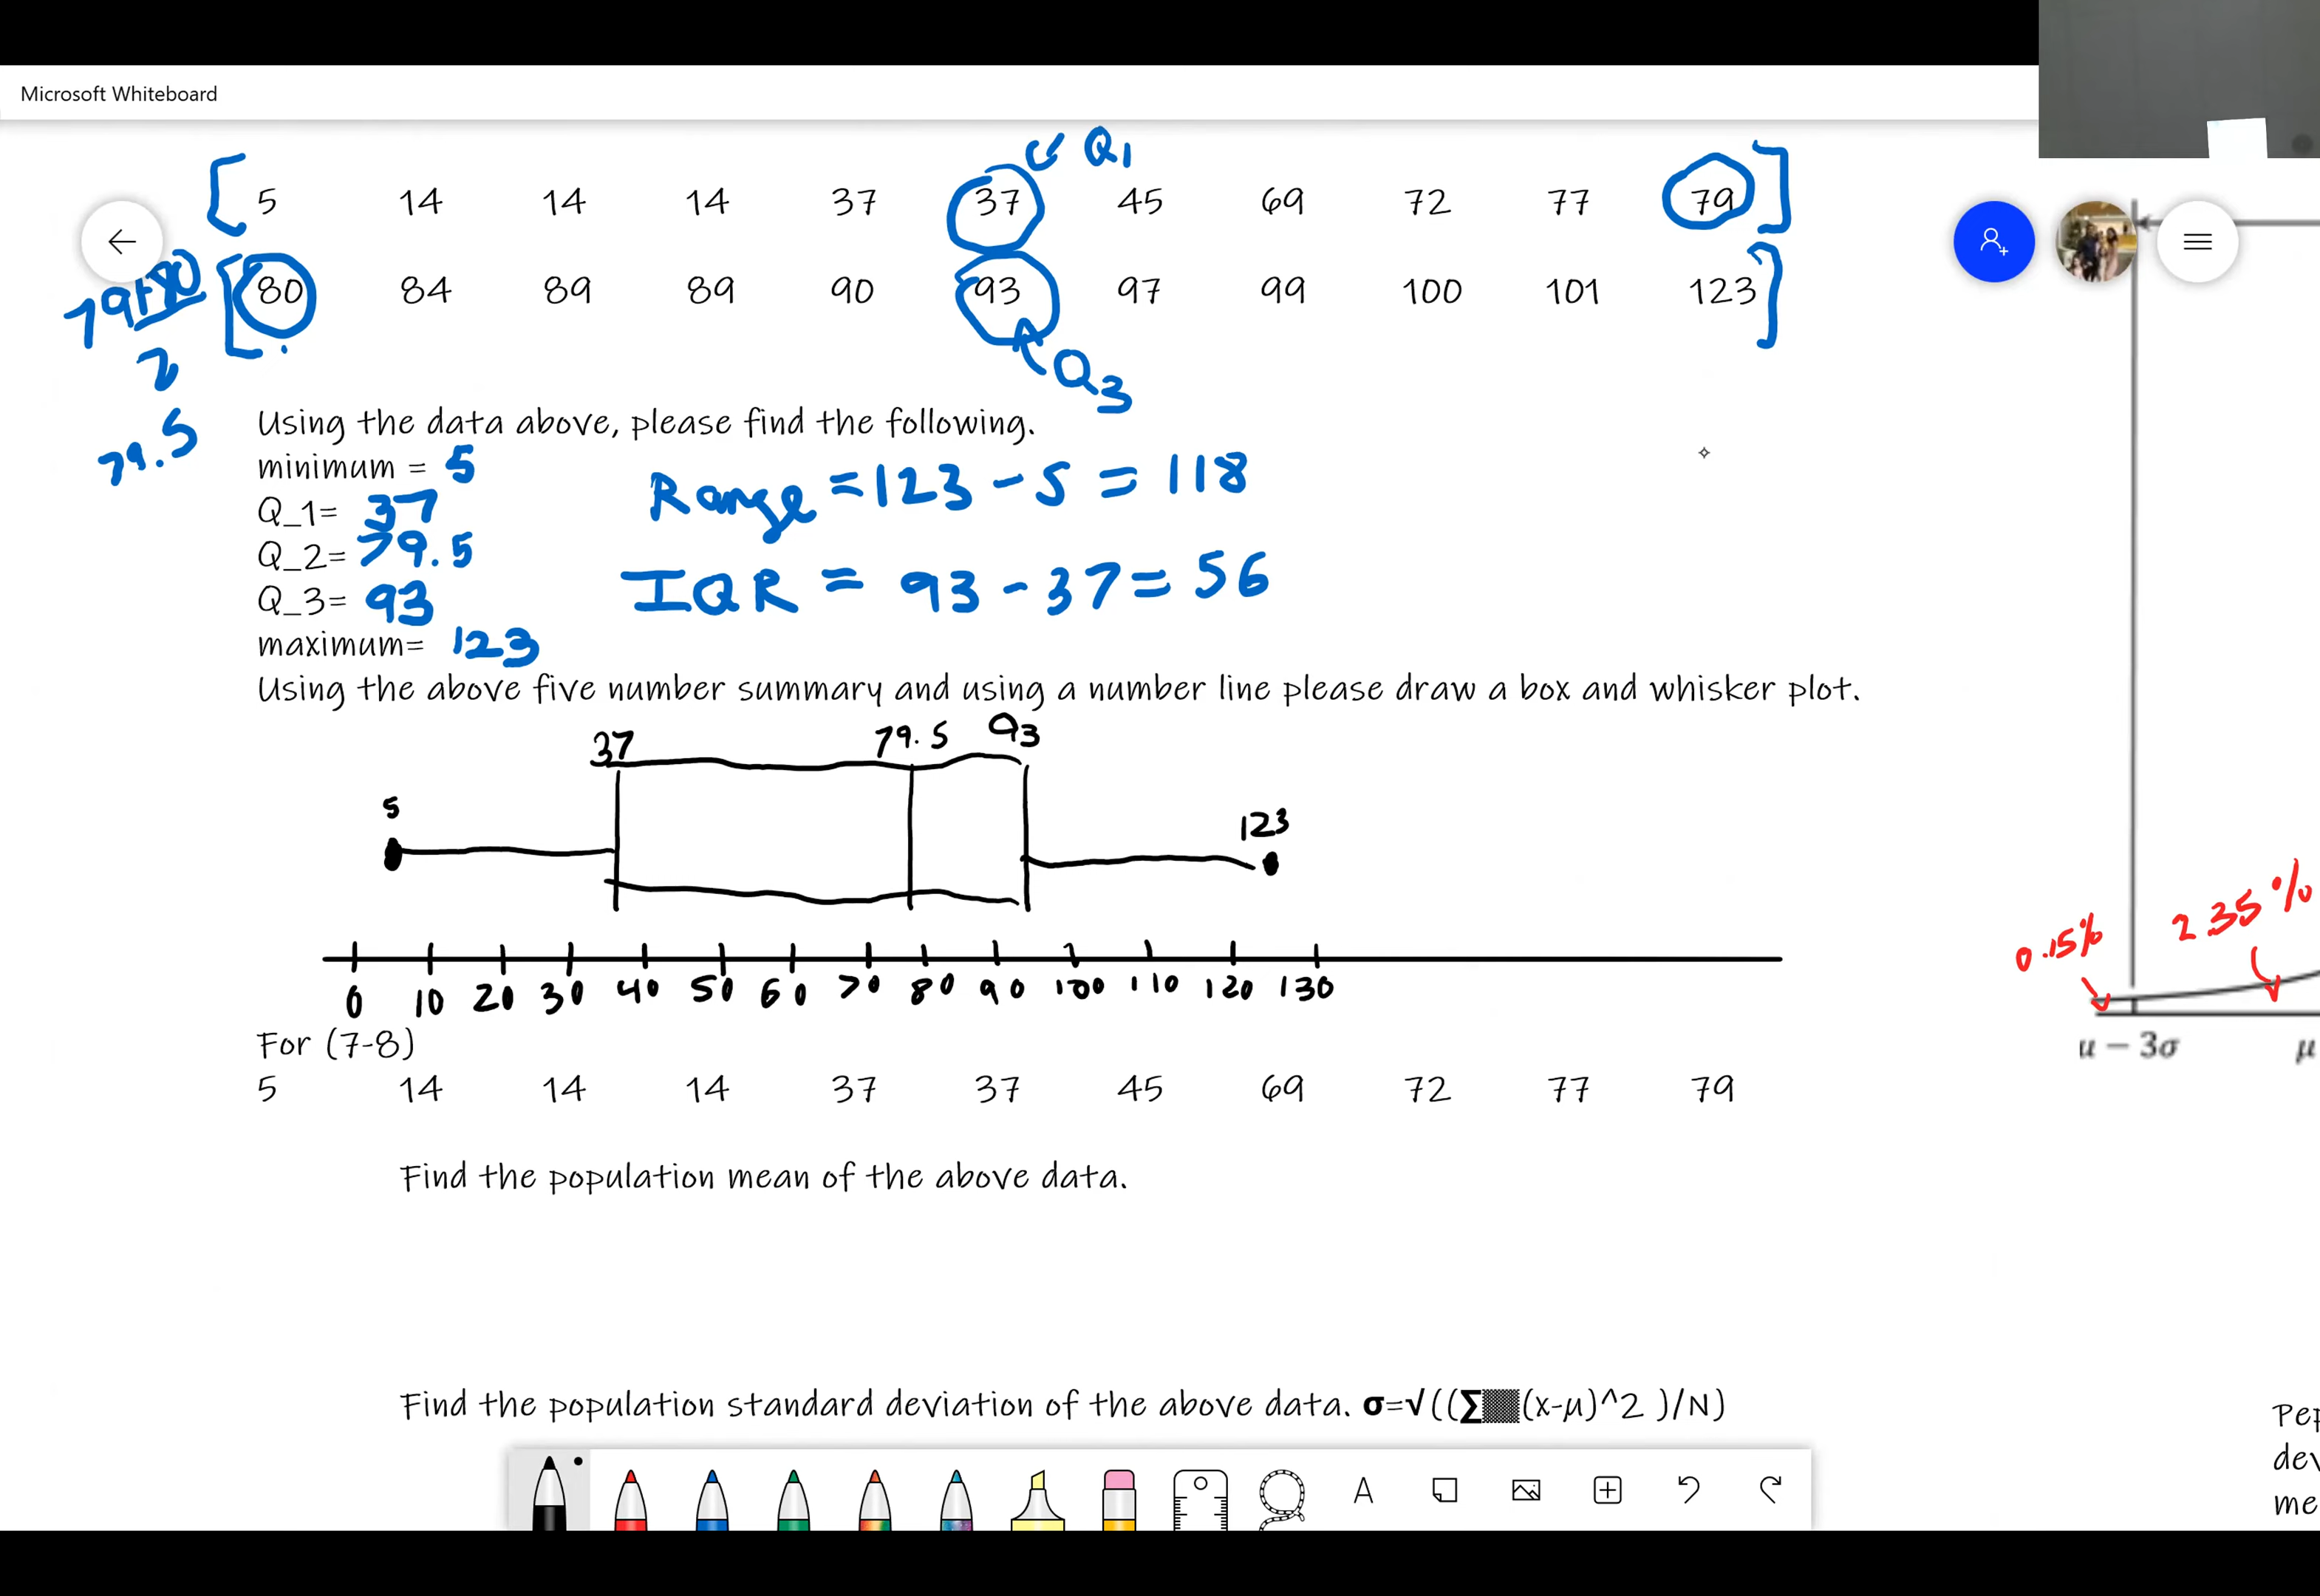 Microsoft Whiteboard
Q1
5 14 14 14 37 37 45 69 72 77 79
80 84 89 89 90 93 97 99 100 101 123
79+80
2
79.5
Q3
Using the data above, please find the following.
minimum = 5
Q_1= 37
Q_2= 79.5
Q_3= 93
maximum= 123
Range = 123 - 5 = 118
IQR = 93 - 37 = 56
Using the above five number summary and using a number line please draw a box and whisker plot.
37 79.5 93
5 123
0 10 20 30 40 50 60 70 80 90 100 110 120 130
For (7-8)
5 14 14 14 37 37 45 69 72 77 79
Find the population mean of the above data.
Find the population standard deviation of the above data. σ=√((∑▒▒(x-μ)^2 )/N)
A
0.15% 2.35%
μ − 3σ μ